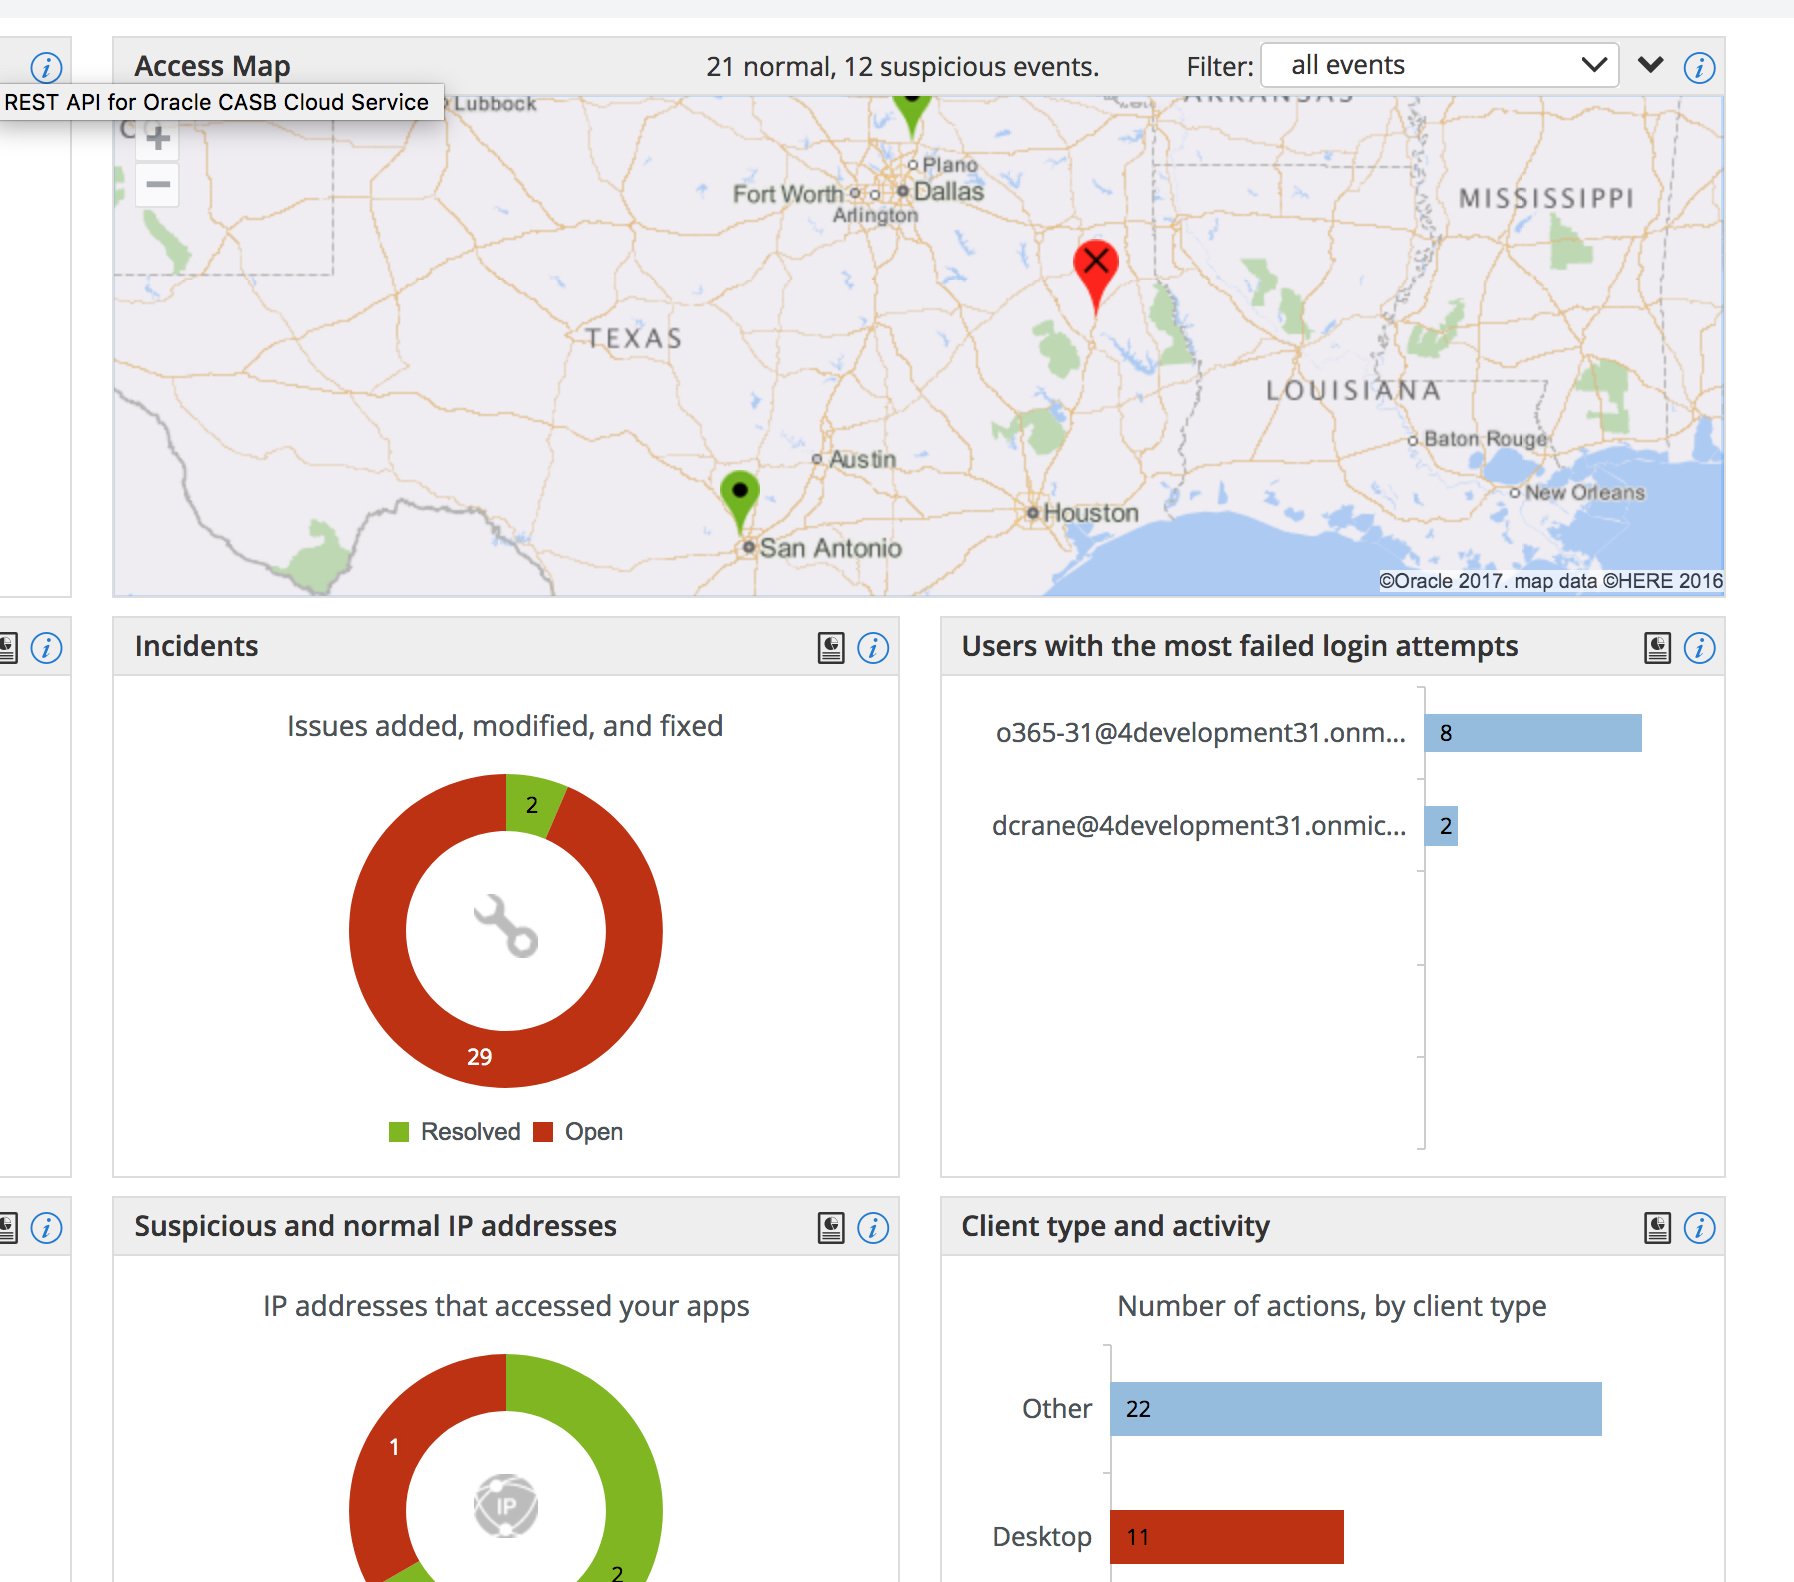 Access Map
21 normal, 12 suspicious events.
Filter:
all events
REST API for Oracle CASB Cloud Service
Lubbock
ARKANSAS
Plano
Fort Worth
Dallas
Arlington
MISSISSIPPI
TEXAS
LOUISIANA
Baton Rouge
Austin
New Orleans
Houston
San Antonio
©Oracle 2017. map data ©HERE 2016
Incidents
Issues added, modified, and fixed
2
29
Resolved
Open
Users with the most failed login attempts
o365-31@4development31.onm...
8
dcrane@4development31.onmic...
2
Suspicious and normal IP addresses
IP addresses that accessed your apps
1
IP
2
Client type and activity
Number of actions, by client type
Other
22
Desktop
11